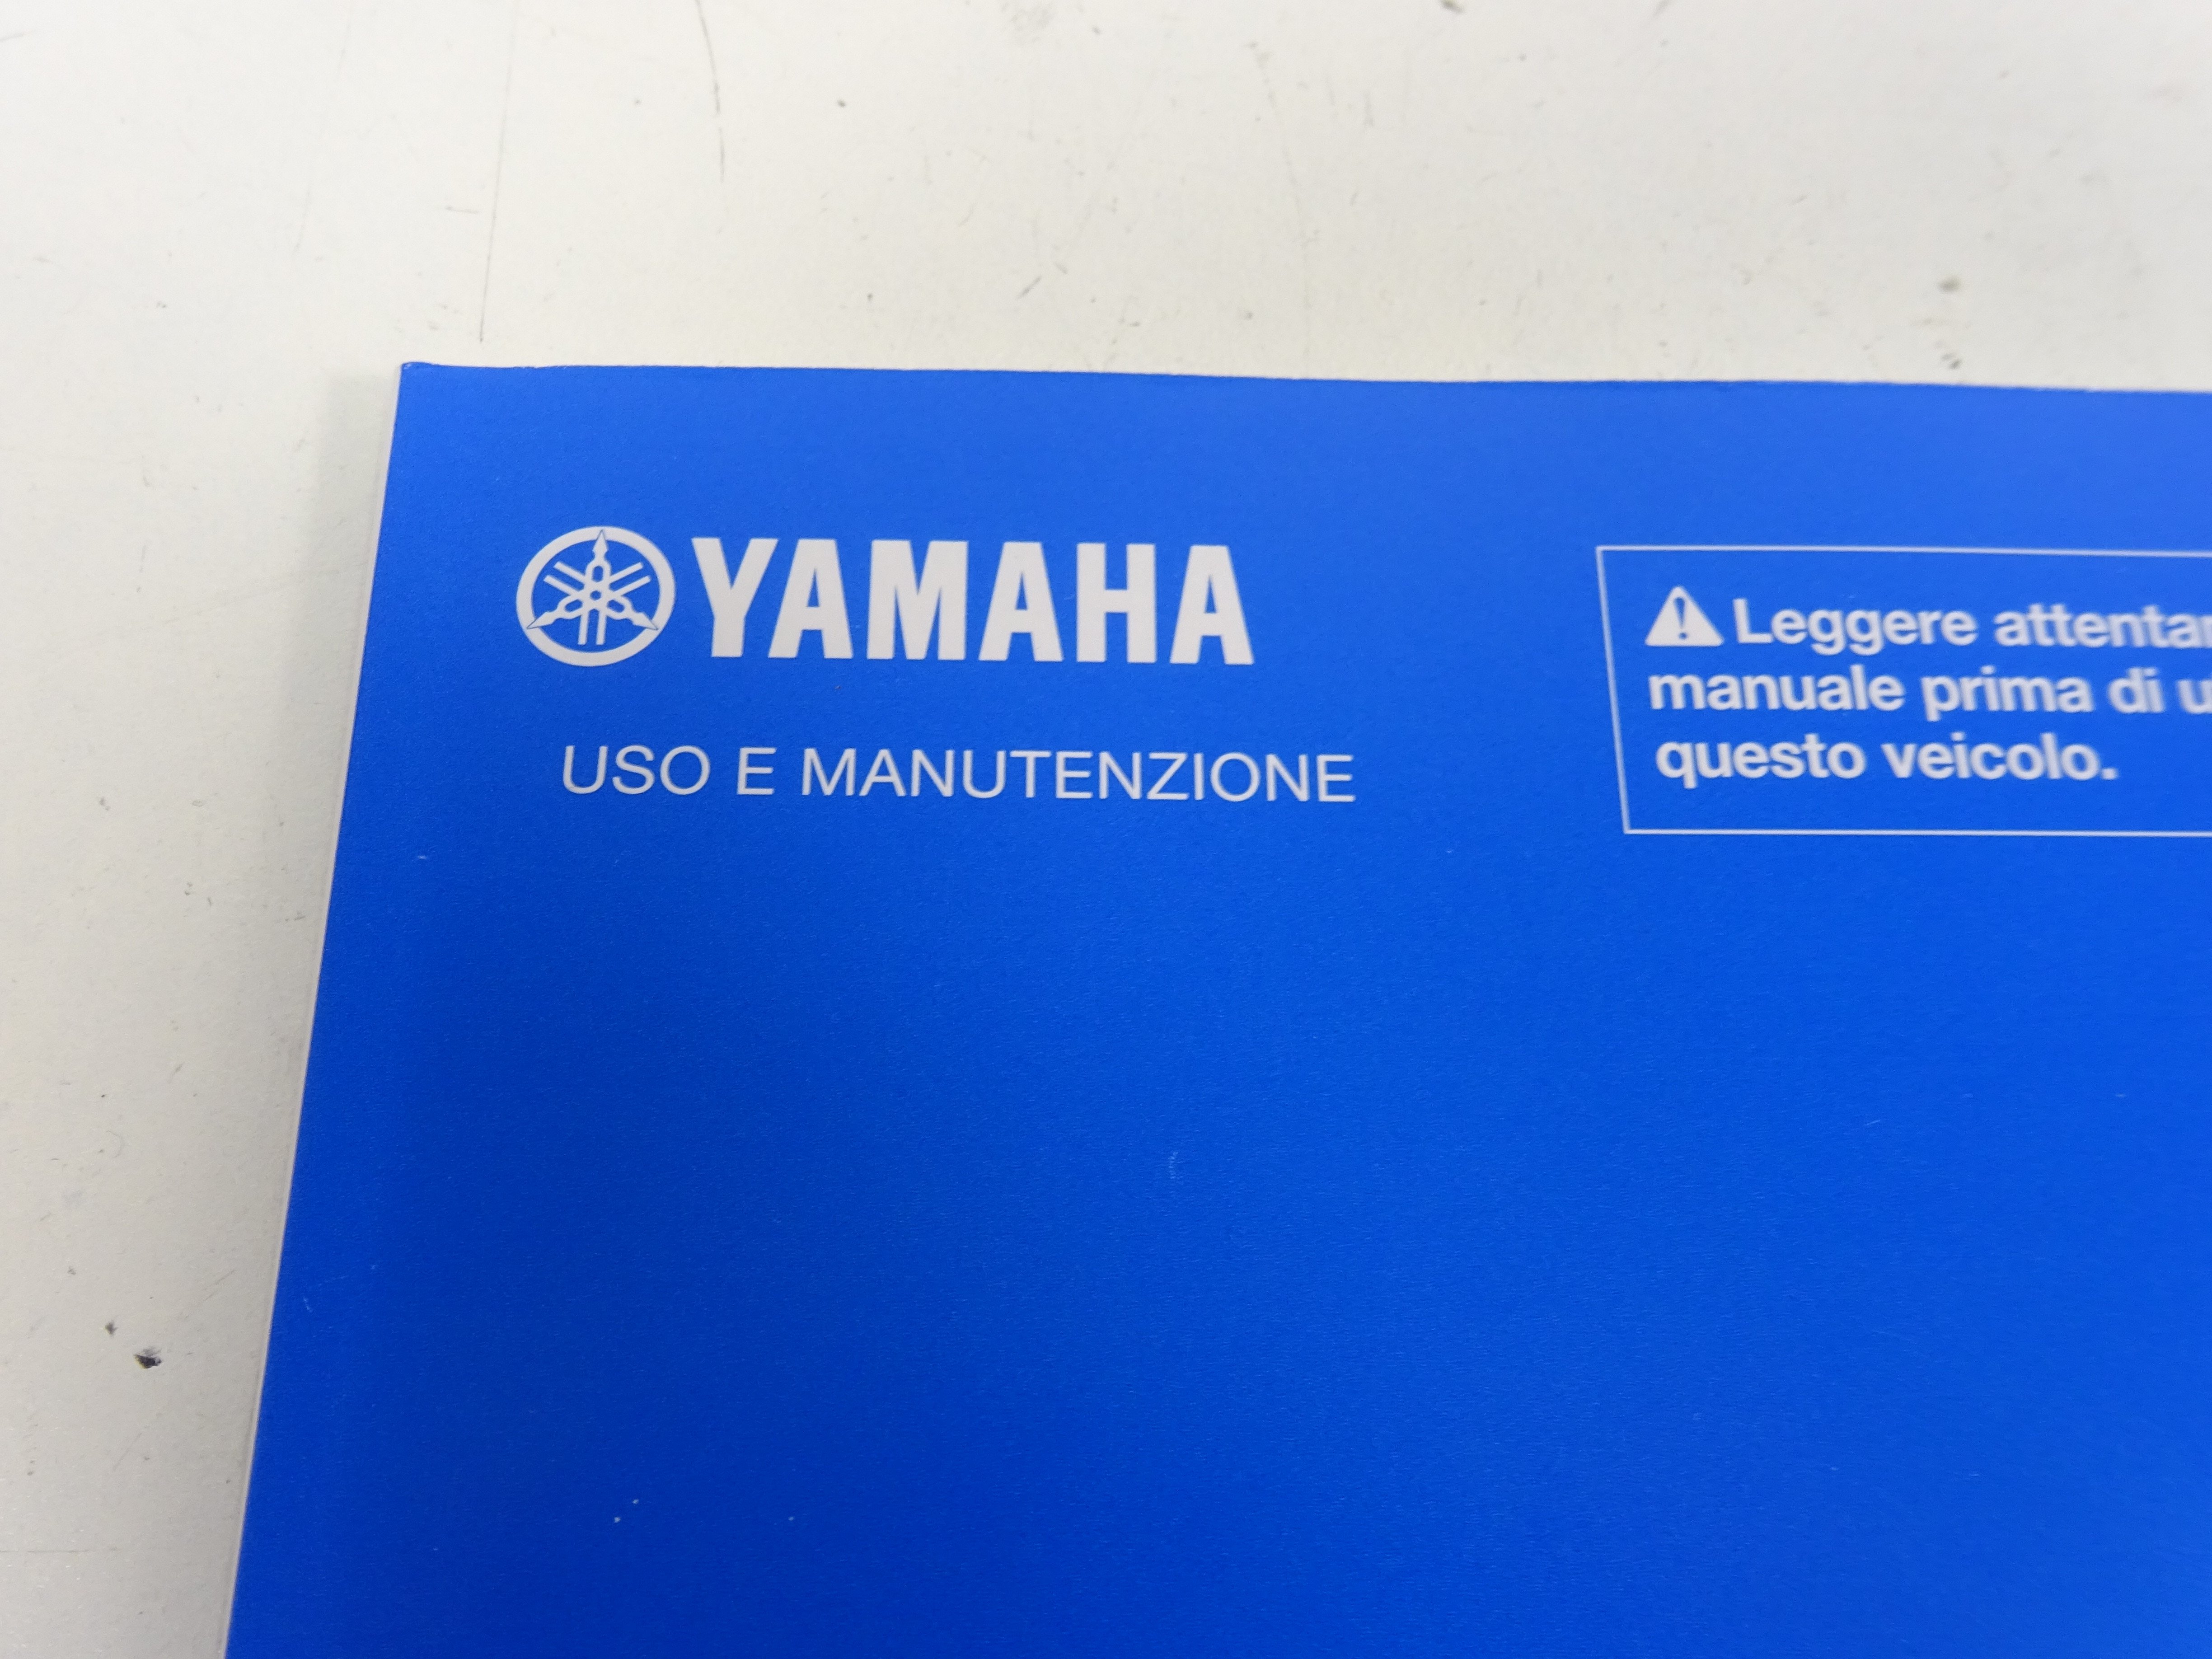 YAMAHA
USO E MANUTENZIONE
Leggere
manuale prima di
questo veicolo.